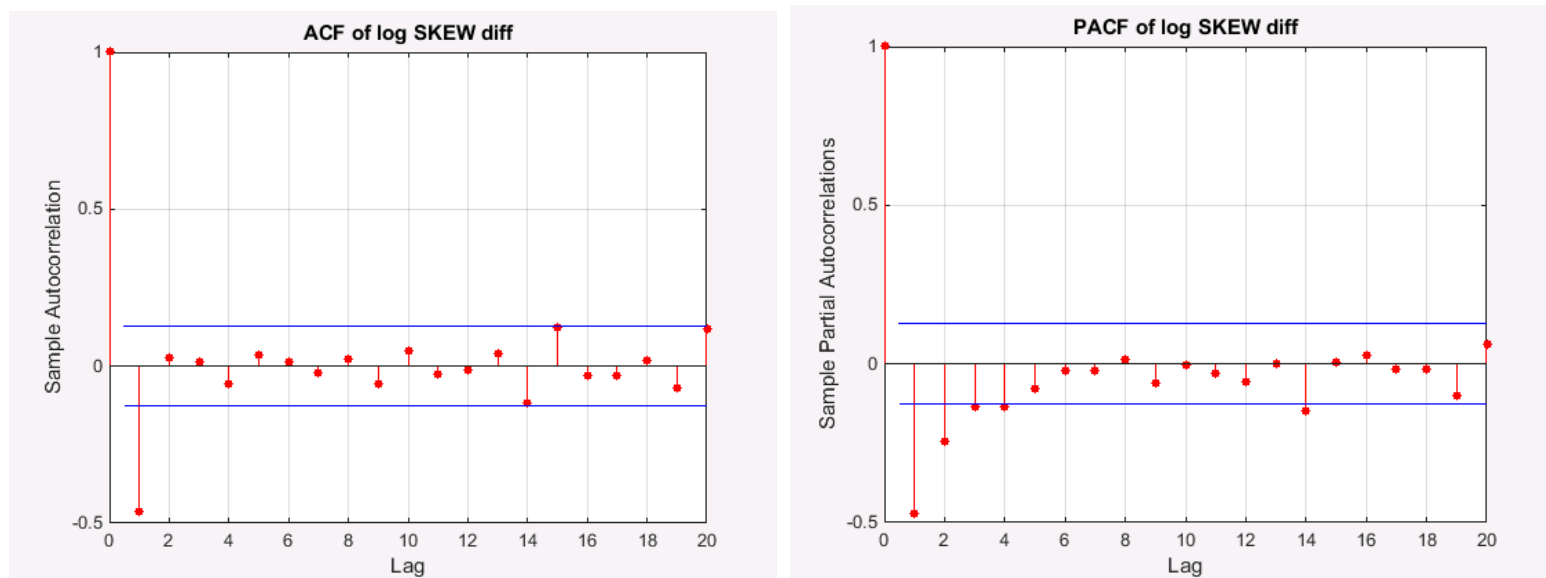 ACF of log SKEW diff
1
0.5
0
-0.5
Sample Autocorrelation
0 2 4 6 8 10 12 14 16 18 20
Lag
PACF of log SKEW diff
1
0.5
0
-0.5
Sample Partial Autocorrelations
0 2 4 6 8 10 12 14 16 18 20
Lag